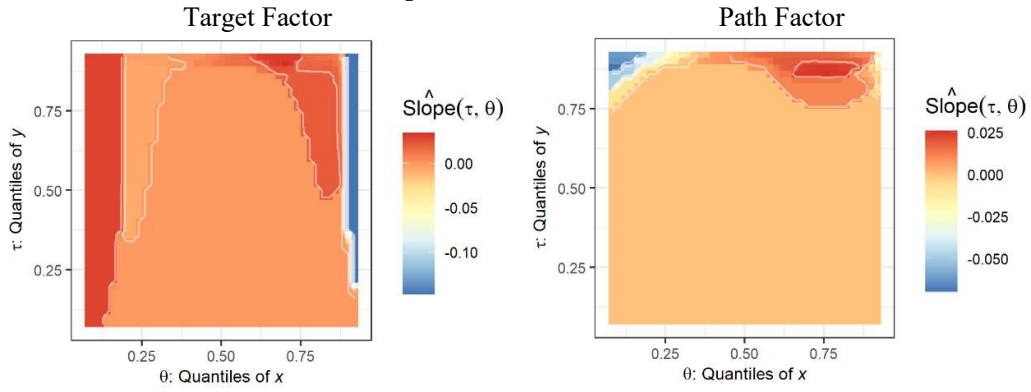 Target Factor
τ: Quantiles of y
0.75
0.50
0.25
0.25
0.50
0.75
θ: Quantiles of x
Slope^(τ, θ)
0.00
-0.05
-0.10
Path Factor
τ: Quantiles of y
0.75
0.50
0.25
0.25
0.50
0.75
θ: Quantiles of x
Slope^(τ, θ)
0.025
0.000
-0.025
-0.050